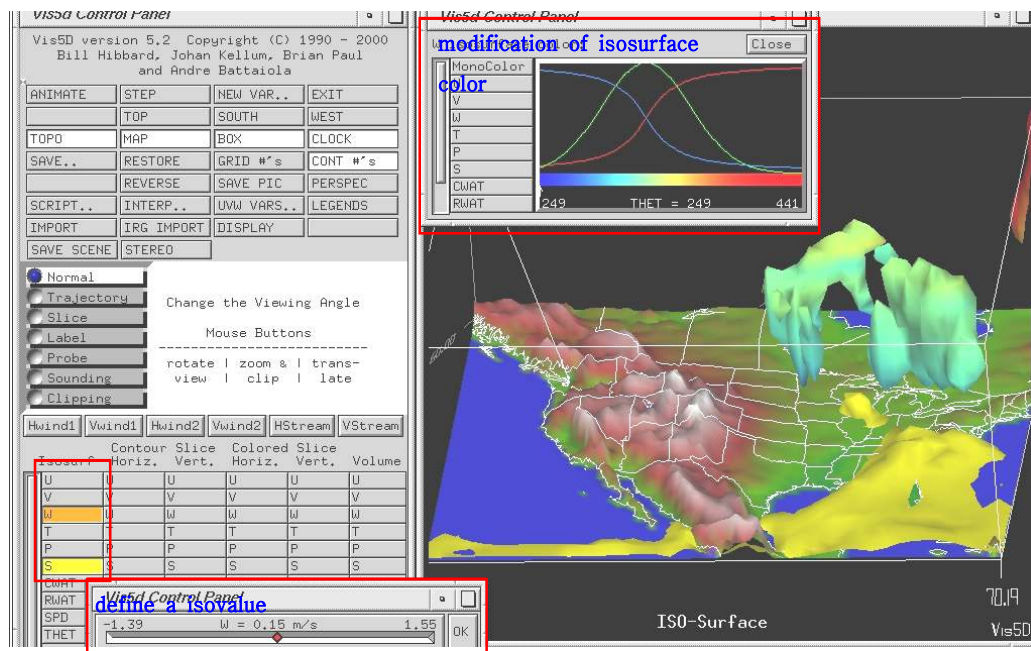 Vis5d Control Panel
Vis5D version 5.2 Copyright (C) 1990 - 2000
Bill Hibbard, Johan Kellum, Brian Paul
and Andre Battaiola
ANIMATE STEP NEW VAR.. EXIT
TOP SOUTH WEST
TOPO MAP BOX CLOCK
SAVE.. RESTORE GRID #'s CONT #'s
REVERSE SAVE PIC PERSPEC
SCRIPT.. INTERP.. UVW VARS.. LEGENDS
IMPORT IRG IMPORT DISPLAY
SAVE SCENE STEREO
Normal
Trajectory
Slice
Label
Probe
Sounding
Clipping
Change the Viewing Angle
Mouse Buttons
rotate | zoom & | trans-
view | clip | late
Hwind1 Vwind1 Hwind2 Vwind2 HStream VStream
Contour Slice Colored Slice
Isosurf Horiz. Vert. Horiz. Vert. Volume
U U U U U U
V V V V V V
W W W W W W
T T T T T T
P P P P P P
S S S S S S
CWAT
RWAT
SPD
THET
Vis5d Control Panel
define a isovalue
-1.39 W = 0.15 m/s 1.55 OK
Vis5d Control Panel
modification of isosurface
color
Close
MonoColor
V
W
T
P
S
CWAT
RWAT
249 THET = 249 441
ISO-Surface
70.19
Vis5D